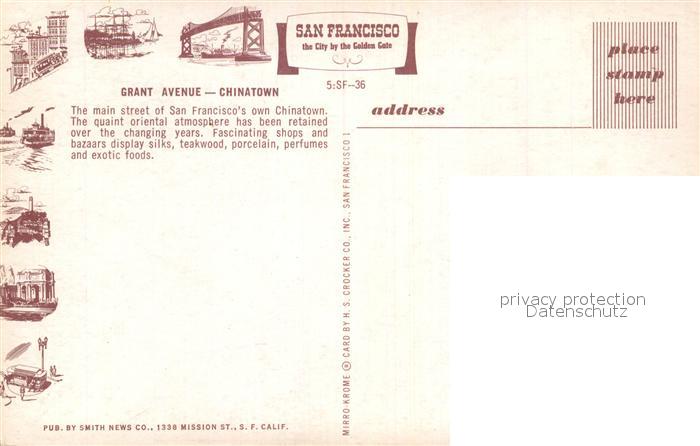 SAN FRANCISCO
the City by the Golden Gate
5:SF—36
place
stamp
here
GRANT AVENUE — CHINATOWN
The main street of San Francisco's own Chinatown.
The quaint oriental atmosphere has been retained
over the changing years. Fascinating shops and
bazaars display silks, teakwood, porcelain, perfumes
and exotic foods.
address
MIRRO-KROME ® CARD BY H. S. CROCKER CO., INC., SAN FRANCISCO 1
privacy protection
Datenschutz
PUB. BY SMITH NEWS CO., 1338 MISSION ST., S. F. CALIF.